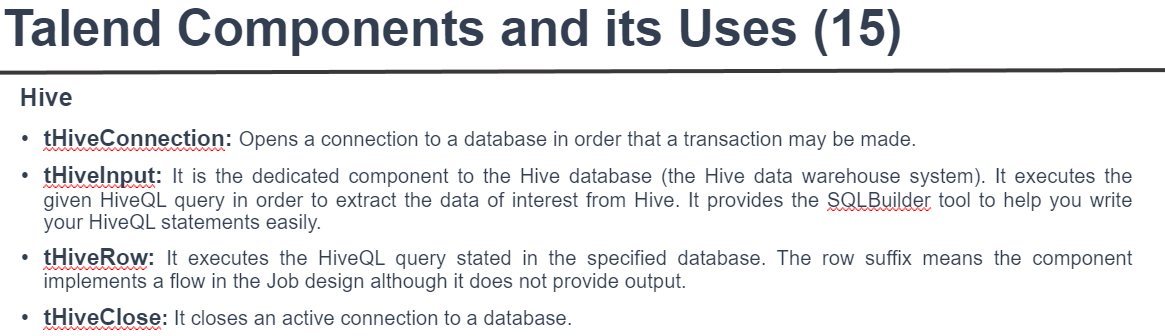 Talend Components and its Uses (15)
Hive
• tHiveConnection: Opens a connection to a database in order that a transaction may be made.
• tHiveInput: It is the dedicated component to the Hive database (the Hive data warehouse system). It executes the
given HiveQL query in order to extract the data of interest from Hive. It provides the SQLBuilder tool to help you write
your HiveQL statements easily.
• tHiveRow: It executes the HiveQL query stated in the specified database. The row suffix means the component
implements a flow in the Job design although it does not provide output.
• tHiveClose: It closes an active connection to a database.